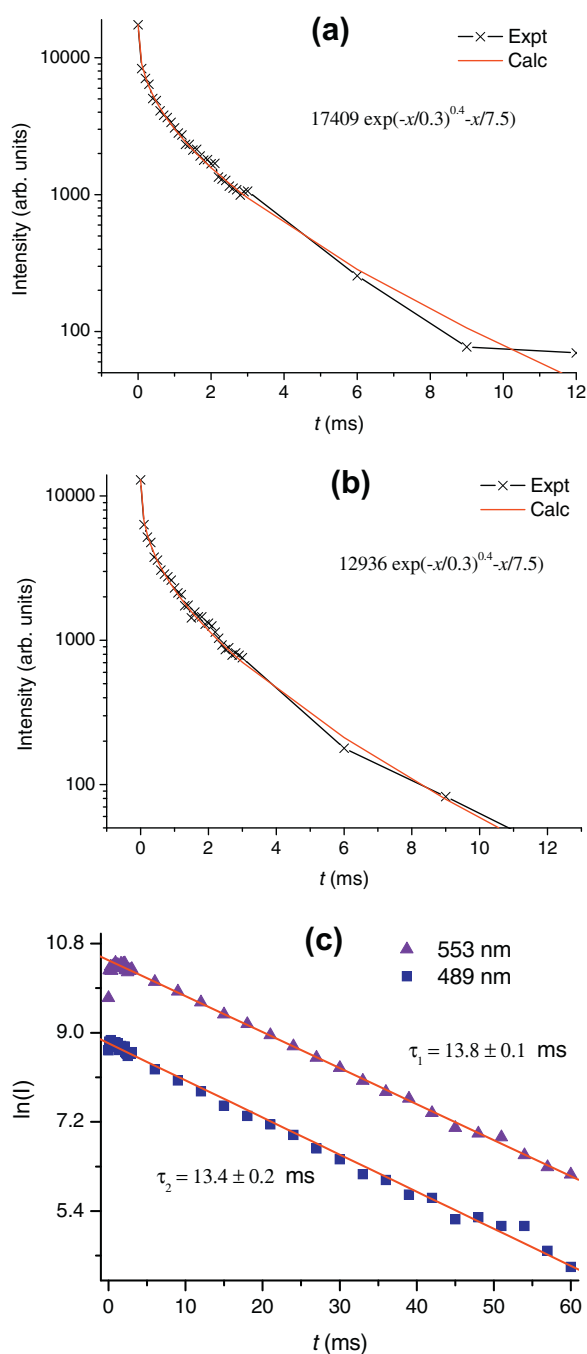 (a)
Expt
Calc
17409 exp(-x/0.3)^0.4-x/7.5)
Intensity (arb. units)
10000
1000
100
0 2 4 6 8 10 12
t (ms)
(b)
Expt
Calc
12936 exp(-x/0.3)^0.4-x/7.5)
Intensity (arb. units)
10000
1000
100
0 2 4 6 8 10 12
t (ms)
(c)
553 nm
489 nm
τ₁ = 13.8 ± 0.1 ms
τ₂ = 13.4 ± 0.2 ms
ln(I)
10.8
9.0
7.2
5.4
0 10 20 30 40 50 60
t (ms)